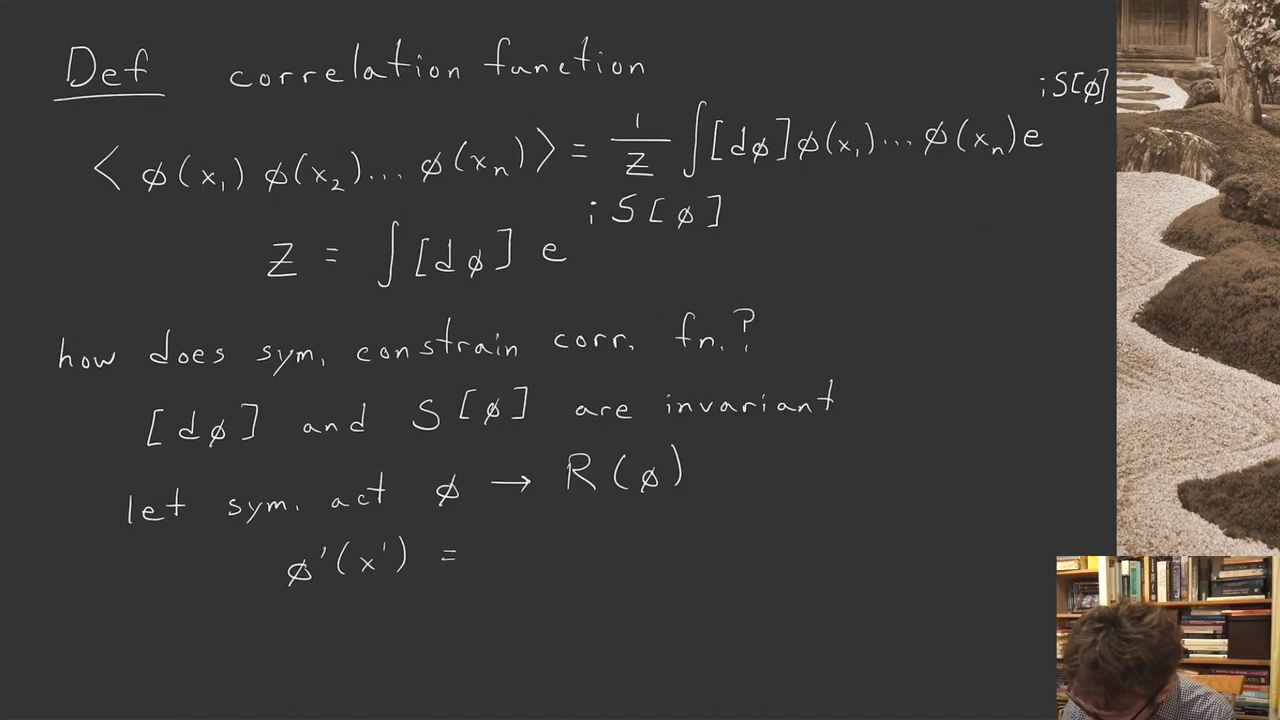 Def correlation function
< φ(x₁) φ(x₂)... φ(xₙ) > = 1/Z ∫[dφ] φ(x₁)... φ(xₙ) e^{iS[φ]}
Z = ∫[dφ] e^{iS[φ]}
how does sym. constrain corr. fn.?
[dφ] and S[φ] are invariant
let sym. act φ → R(φ)
φ'(x') =